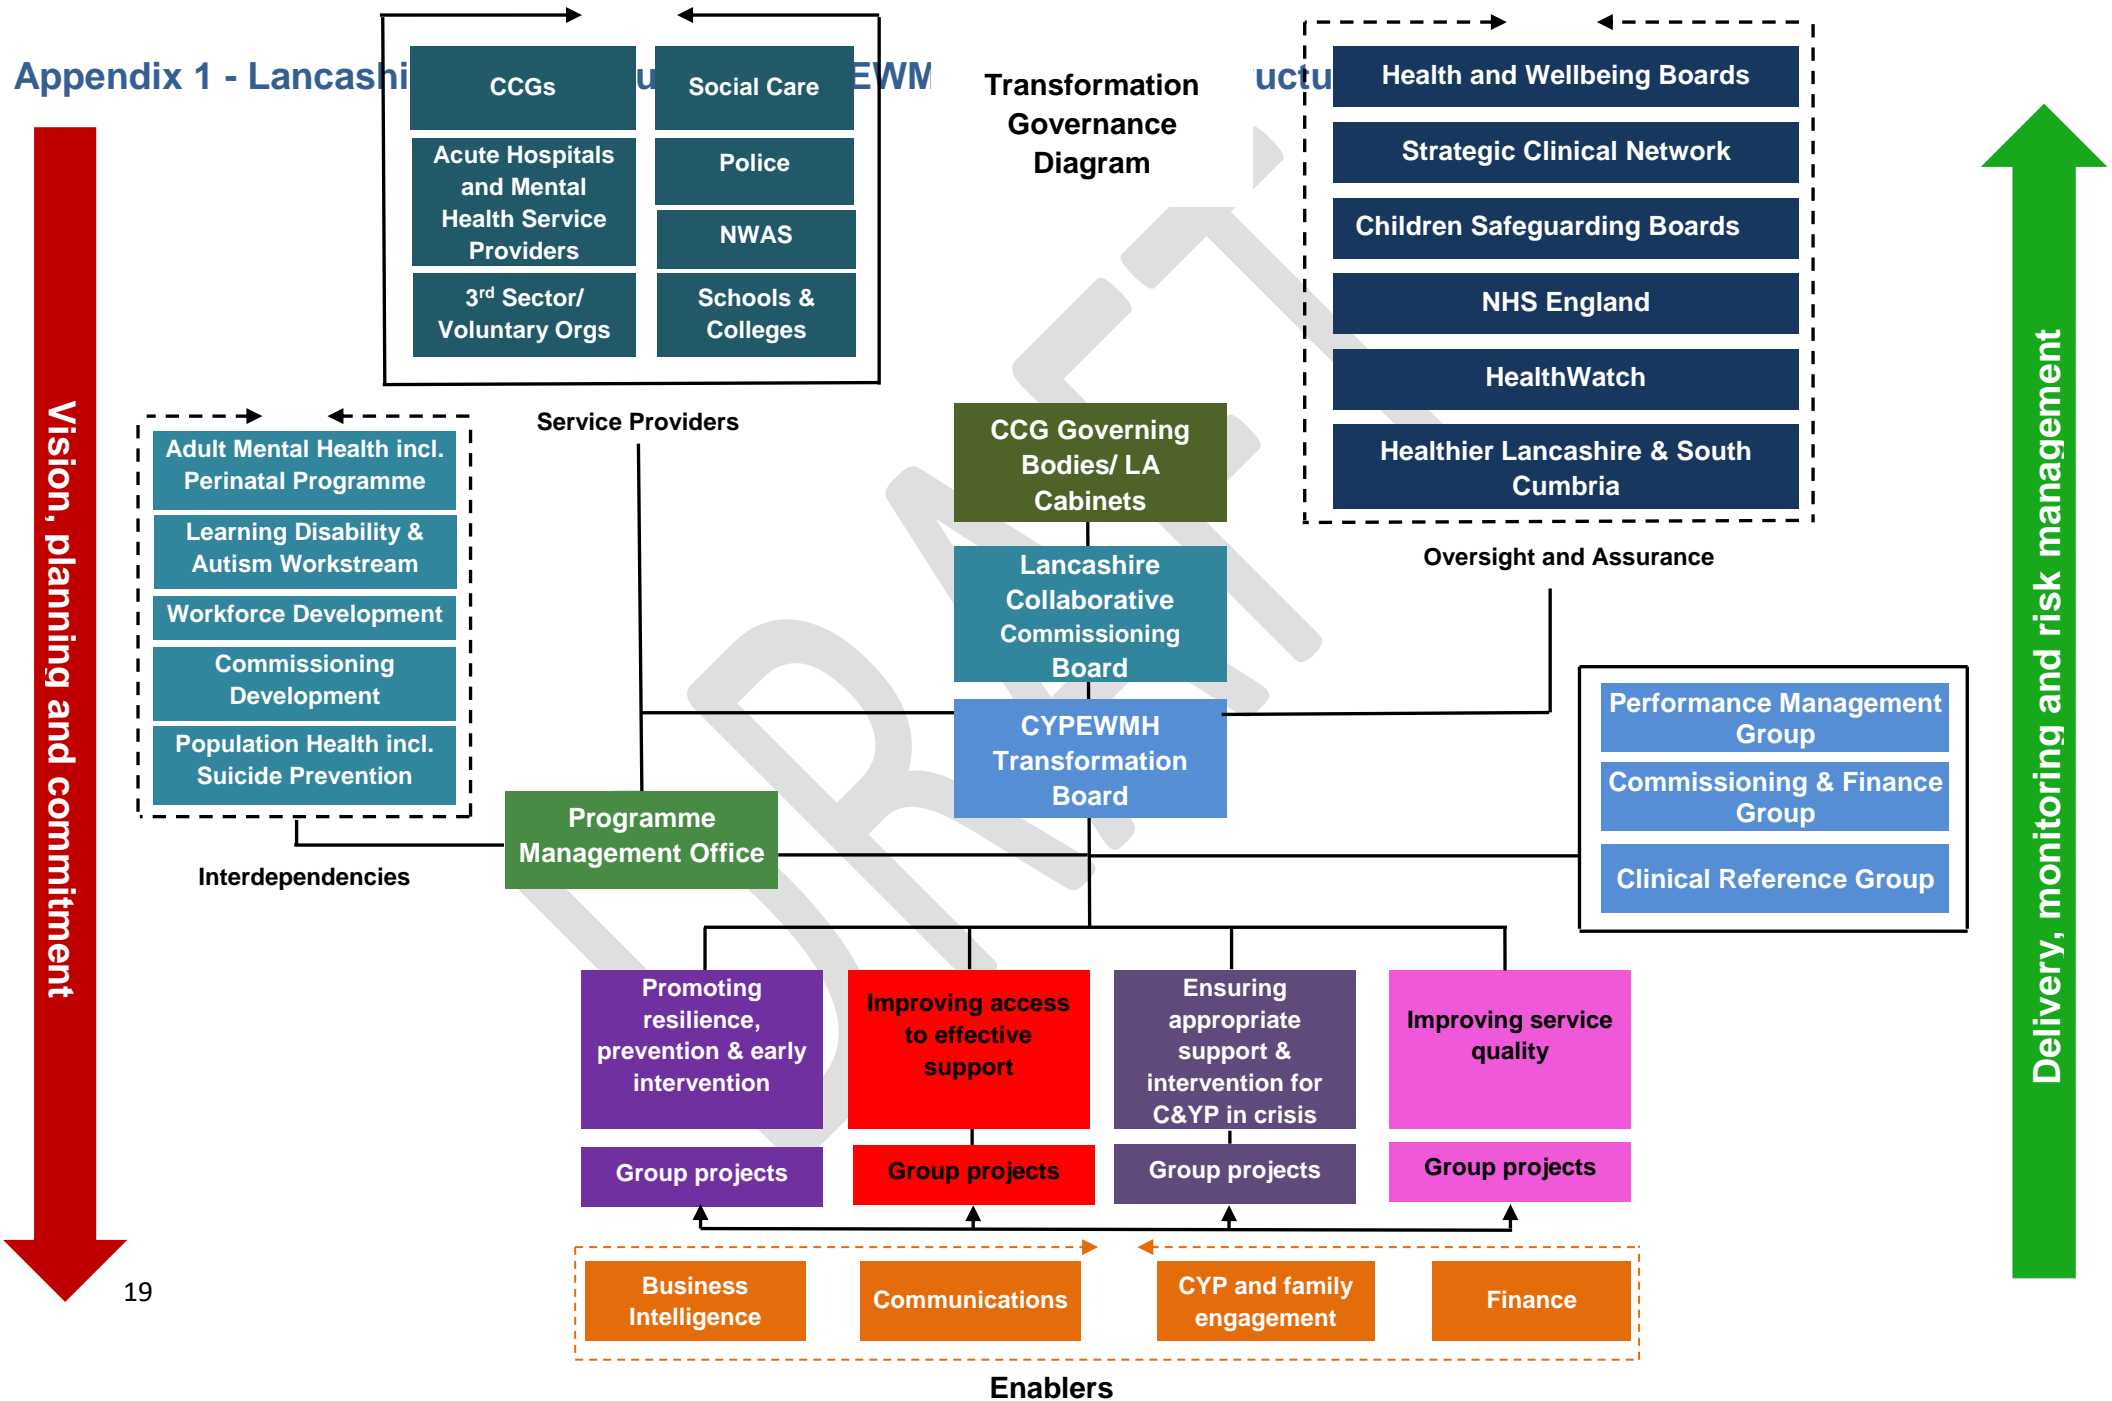 Appendix 1 - Lancashi
u
EWM
uctu
Transformation
Governance
Diagram
CCGs
Social Care
Acute Hospitals
and Mental
Health Service
Providers
Police
NWAS
3rd Sector/
Voluntary Orgs
Schools &
Colleges
Service Providers
Health and Wellbeing Boards
Strategic Clinical Network
Children Safeguarding Boards
NHS England
HealthWatch
Healthier Lancashire & South
Cumbria
Oversight and Assurance
Vision, planning and commitment
Adult Mental Health incl.
Perinatal Programme
Learning Disability &
Autism Workstream
Workforce Development
Commissioning
Development
Population Health incl.
Suicide Prevention
Interdependencies
CCG Governing
Bodies/ LA
Cabinets
Lancashire
Collaborative
Commissioning
Board
CYPEWMH
Transformation
Board
Programme
Management Office
Performance Management
Group
Commissioning & Finance
Group
Clinical Reference Group
Delivery, monitoring and risk management
Promoting
resilience,
prevention & early
intervention
Improving access
to effective
support
Ensuring
appropriate
support &
intervention for
C&YP in crisis
Improving service
quality
Group projects
Group projects
Group projects
Group projects
Business
Intelligence
Communications
CYP and family
engagement
Finance
Enablers
19
DRAFT